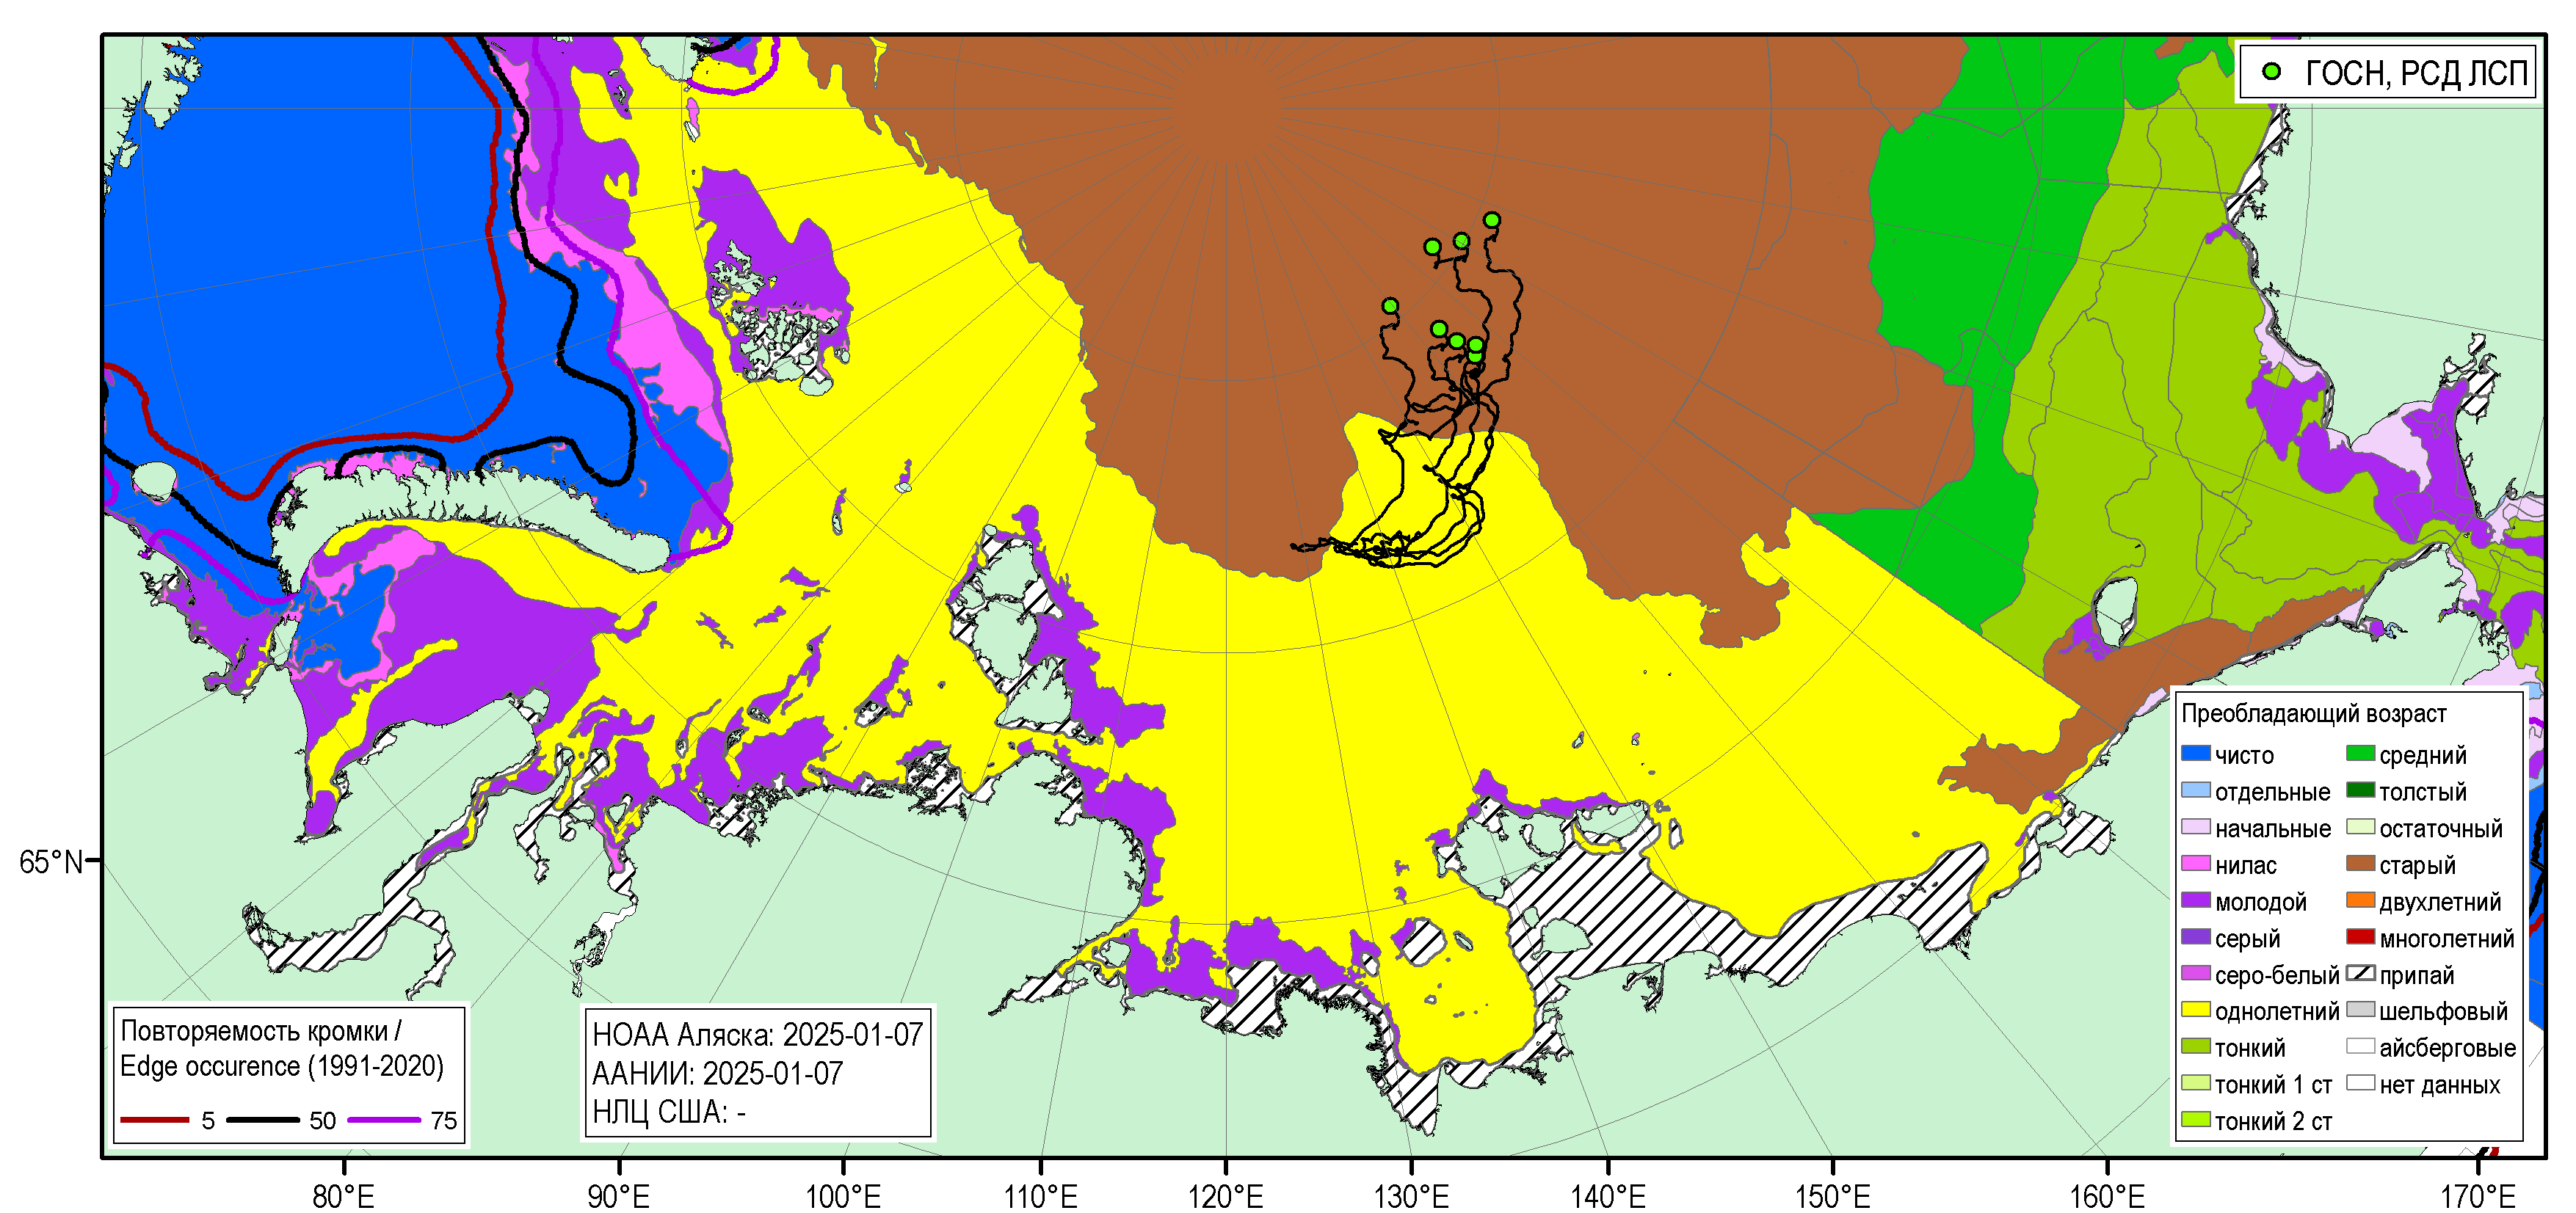 ГОСН, РСД ЛСП
Преобладающий возраст
чисто
отдельные
начальные
нилас
молодой
серый
серо-белый
однолетний
тонкий
тонкий 1 ст
тонкий 2 ст
средний
толстый
остаточный
старый
двухлетний
многолетний
припай
шельфовый
айсберговые
нет данных
65°N
Повторяемость кромки /
Edge occurence (1991-2020)
5 50 75
НОАА Аляска: 2025-01-07
ААНИИ: 2025-01-07
НЛЦ США: -
80°E 90°E 100°E 110°E 120°E 130°E 140°E 150°E 160°E 170°E